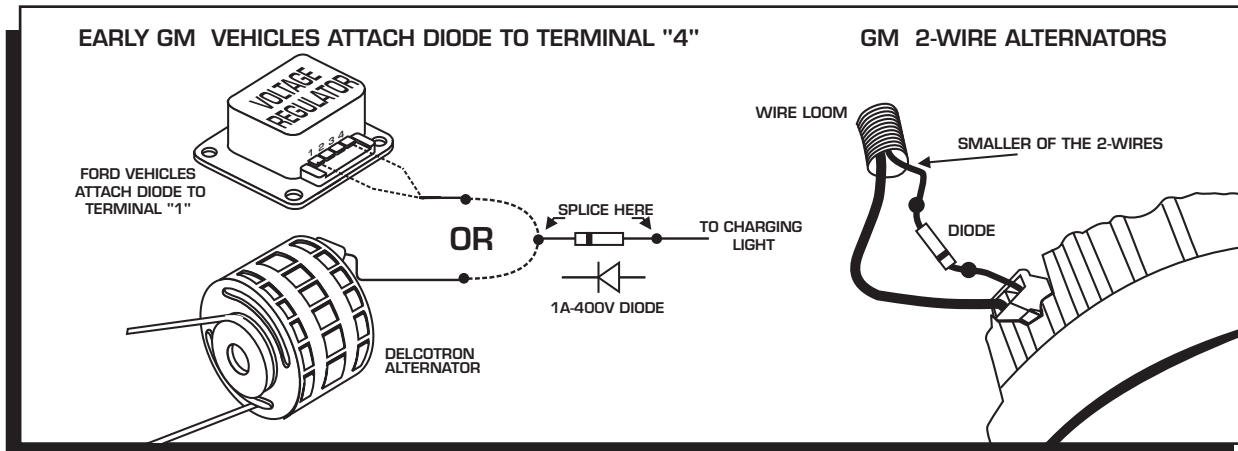 EARLY GM VEHICLES ATTACH DIODE TO TERMINAL "4"
VOLTAGE
REGULATOR
1 2 3 4
FORD VEHICLES
ATTACH DIODE TO
TERMINAL "1"
OR
SPLICE HERE
TO CHARGING
LIGHT
1A-400V DIODE
DELCOTRON
ALTERNATOR
GM 2-WIRE ALTERNATORS
WIRE LOOM
SMALLER OF THE 2-WIRES
DIODE